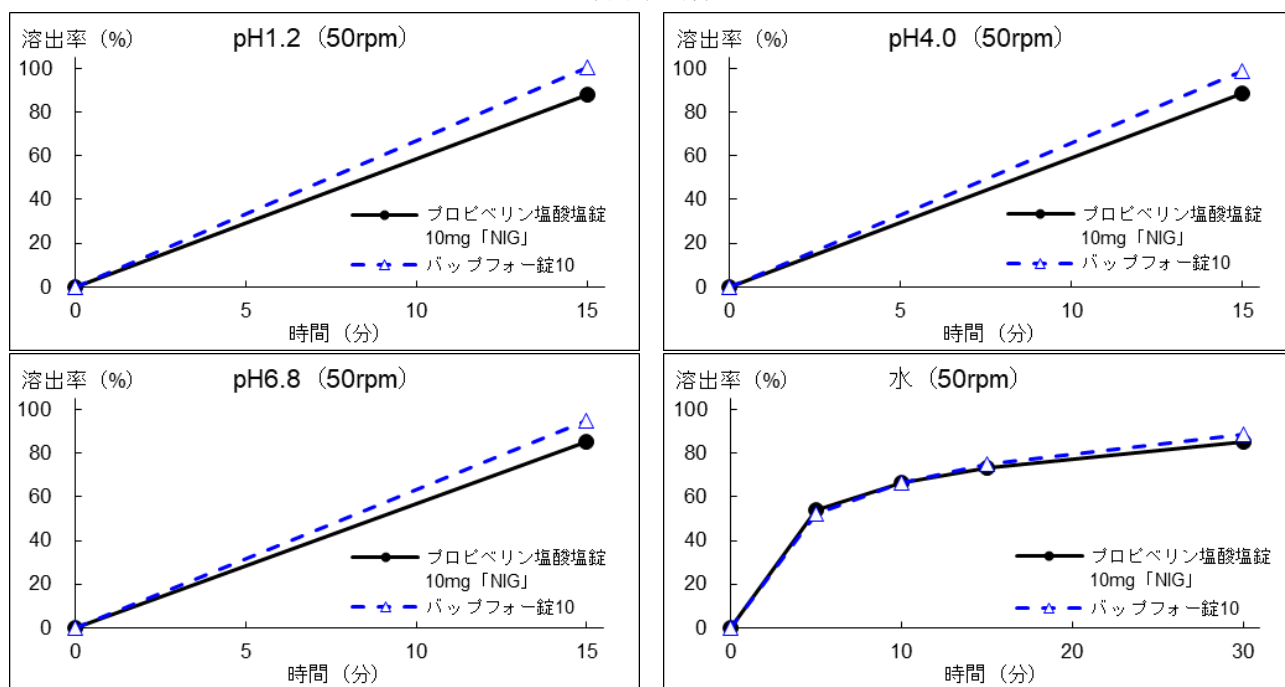 溶出率（%）
pH1.2（50rpm）
100
80
60
40
20
0
プロピベリン塩酸塩錠
10mg「NIG」
バップフォー錠10
0
5
10
15
時間（分）
溶出率（%）
pH4.0（50rpm）
100
80
60
40
20
0
プロピベリン塩酸塩錠
10mg「NIG」
バップフォー錠10
0
5
10
15
時間（分）
溶出率（%）
pH6.8（50rpm）
100
80
60
40
20
0
プロピベリン塩酸塩錠
10mg「NIG」
バップフォー錠10
0
5
10
15
時間（分）
溶出率（%）
水（50rpm）
100
80
60
40
20
0
プロピベリン塩酸塩錠
10mg「NIG」
バップフォー錠10
0
10
20
30
時間（分）